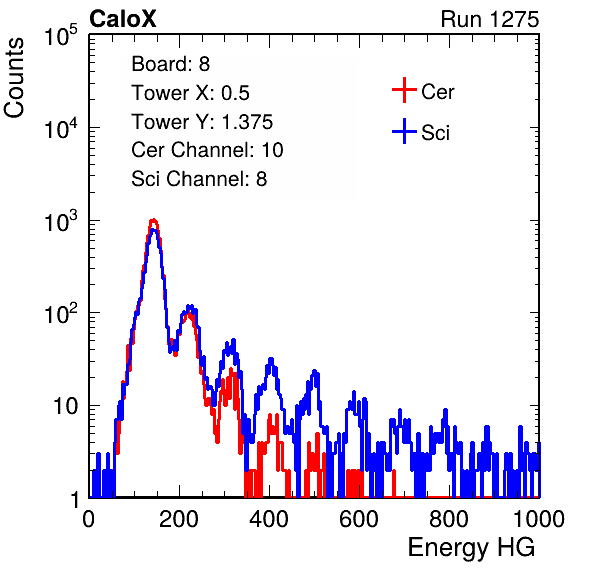 CaloX Run 1275
Counts
10^5
10^4
10^3
10^2
10
1
Board: 8
Tower X: 0.5
Tower Y: 1.375
Cer Channel: 10
Sci Channel: 8
Cer
Sci
0 200 400 600 800 1000
Energy HG